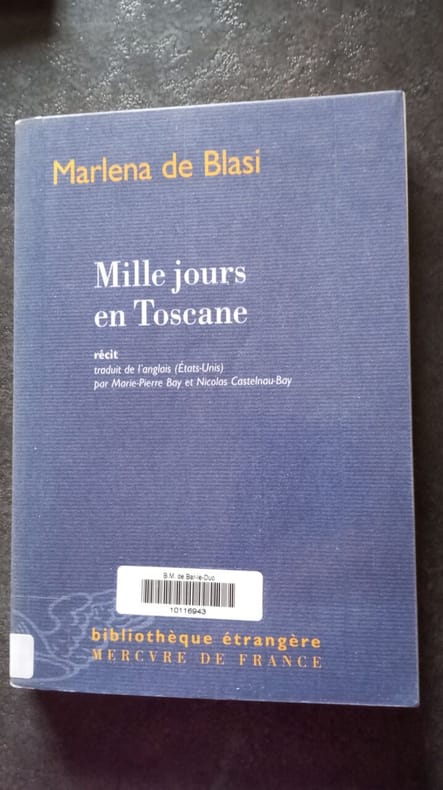 Marlena de Blasi
Mille jours
en Toscane
récit
traduit de l'anglais (États-Unis)
par Marie-Pierre Bay et Nicolas Castelnau-Bay
B.M. de Bar-le-Duc
10116943
bibliothèque étrangère
MERCVRE DE FRANCE